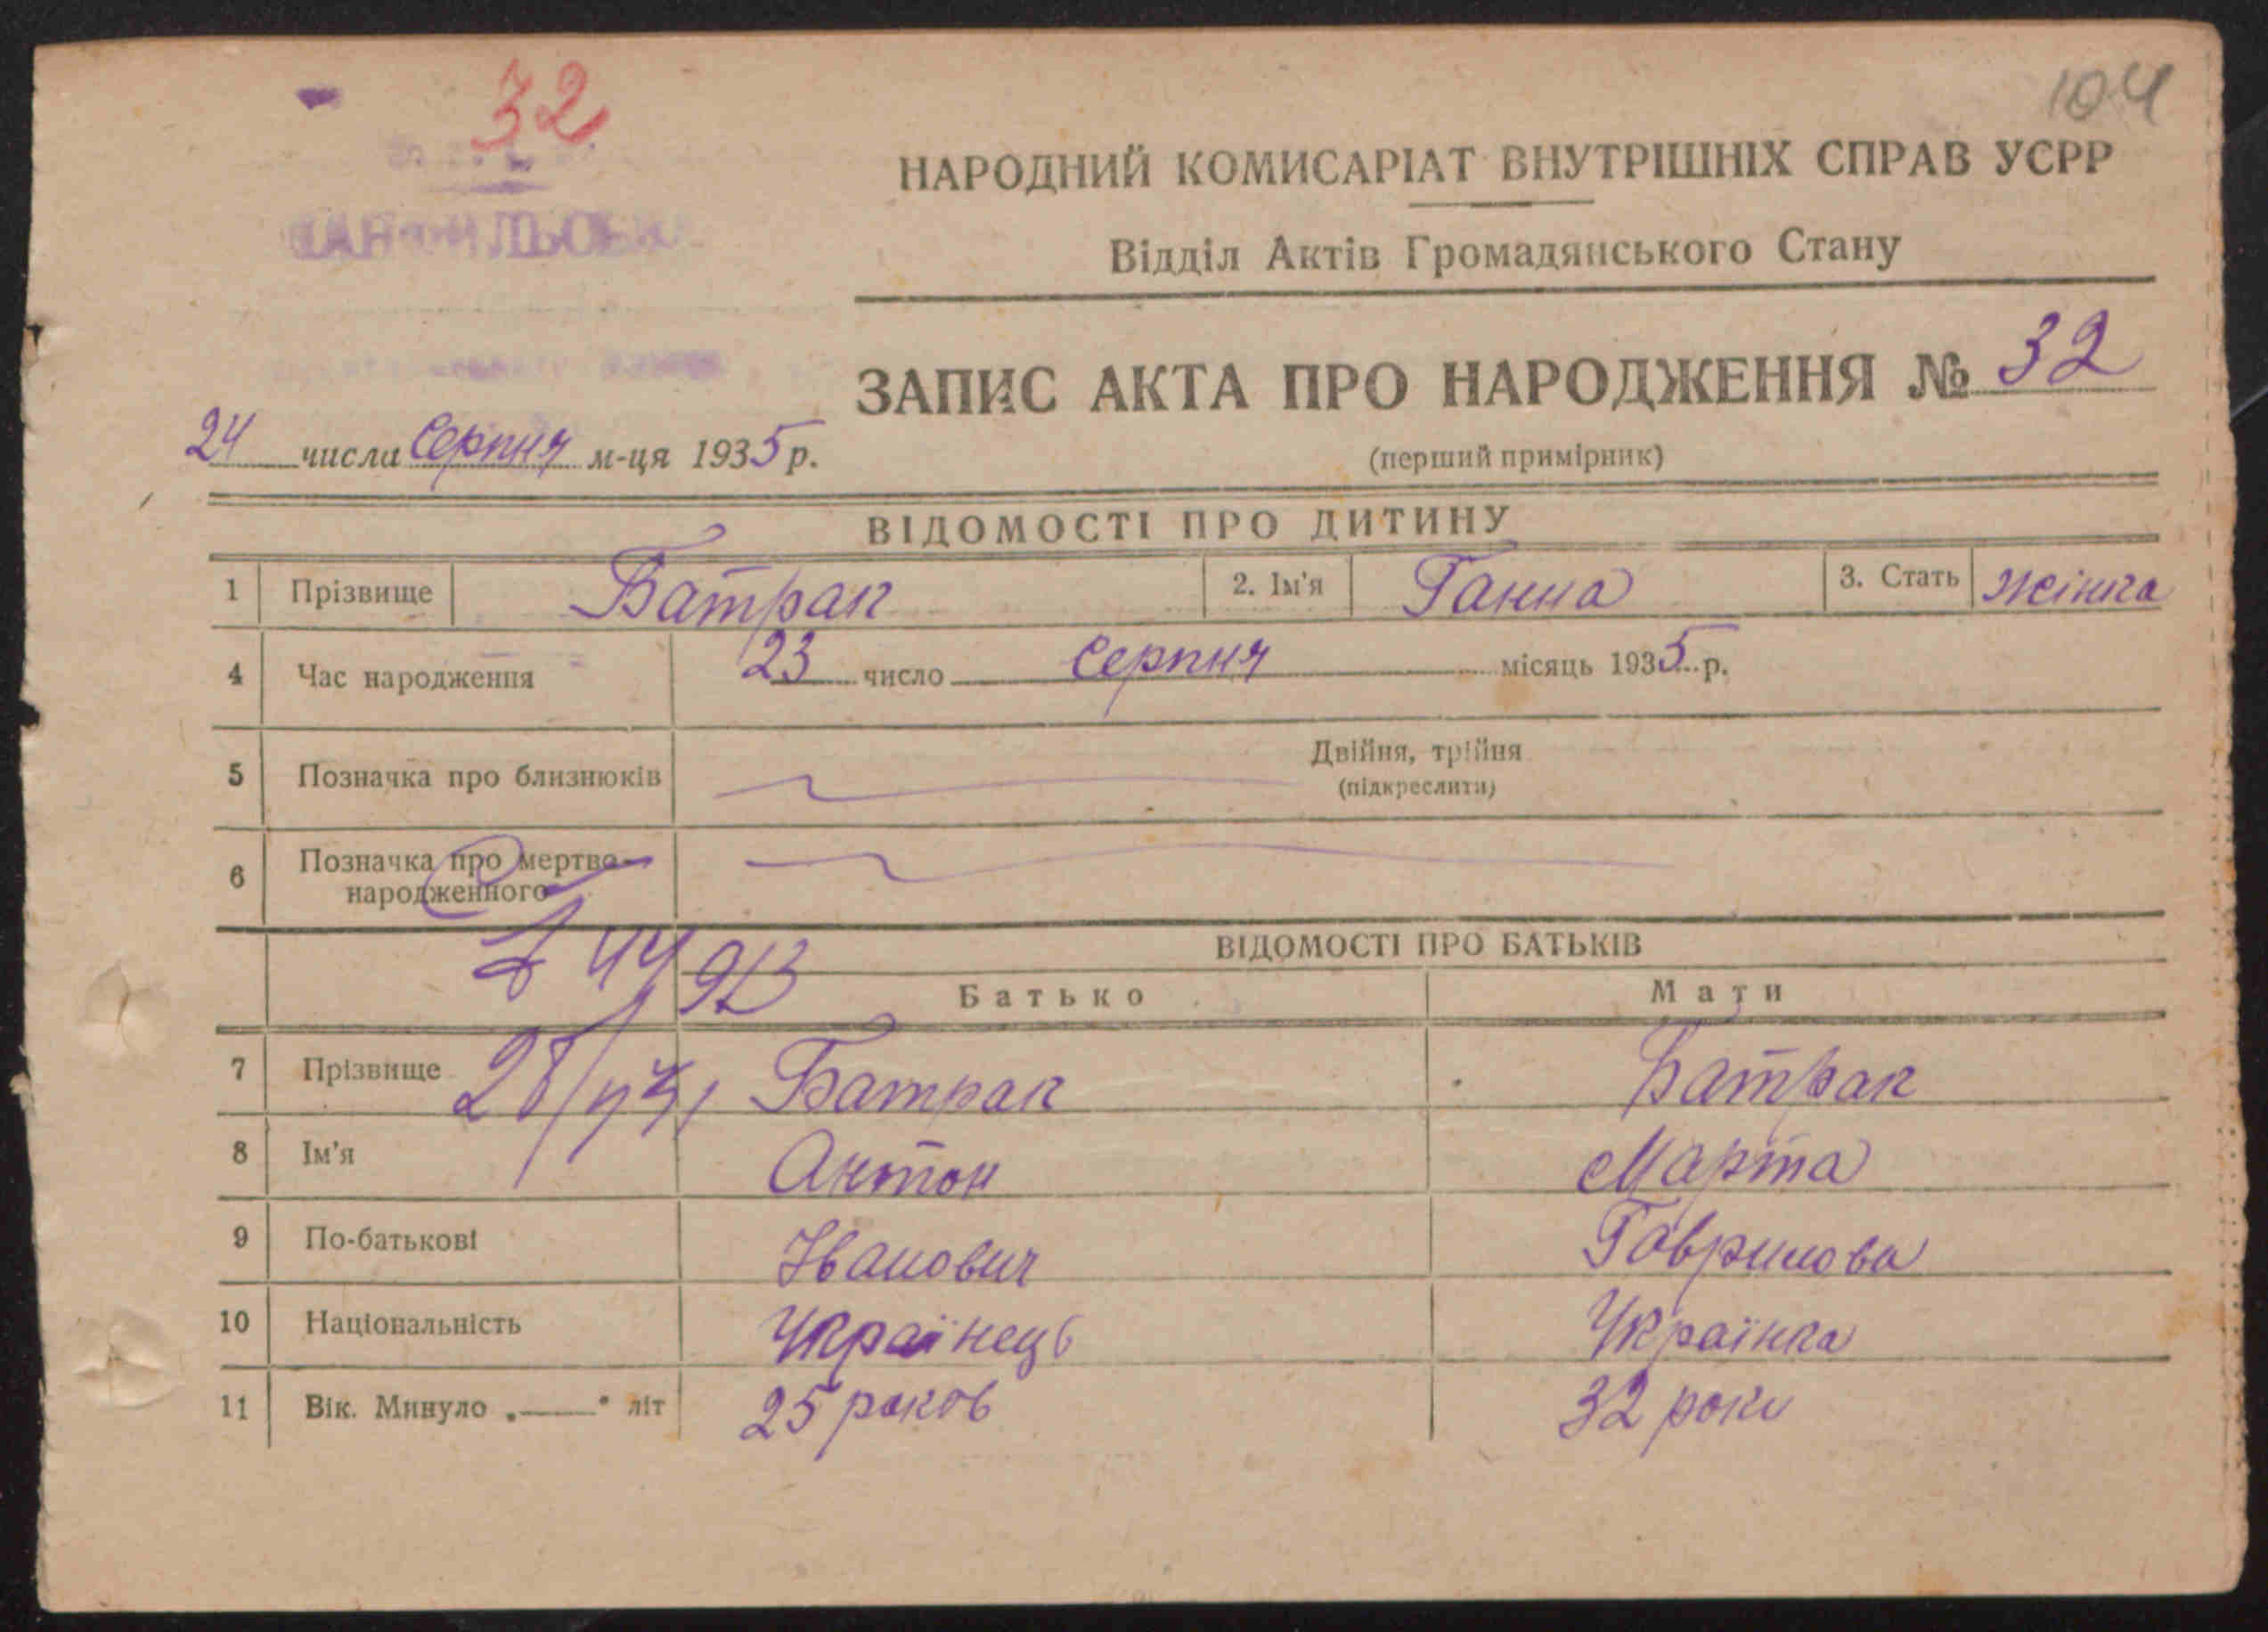 32
104
НАРОДНИЙ КОМИСАРІАТ ВНУТРІШНІХ СПРАВ УСРР
Відділ Актів Громадянського Стану
ЗАПИС АКТА ПРО НАРОДЖЕННЯ № 32
24 числа Серпня м-ця 1935 р.
(перший примірник)
ВІДОМОСТІ ПРО ДИТИНУ
1 Прізвище Батрак 2. Ім'я Ганна 3. Стать жінка
4 Час народження 23 число Серпня місяць 1935 р.
5 Позначка про близнюків Двійня, трійня
(підкреслити)
6 Позначка про мертво-
народженного
ВІДОМОСТІ ПРО БАТЬКІВ
Батько Мати
7 Прізвище Батрак Батрак
8 Ім'я Антон Марта
9 По-батькові Іванович Гаврилова
10 Національність Українець Українка
11 Вік. Минуло „——" літ 25 років 32 роки